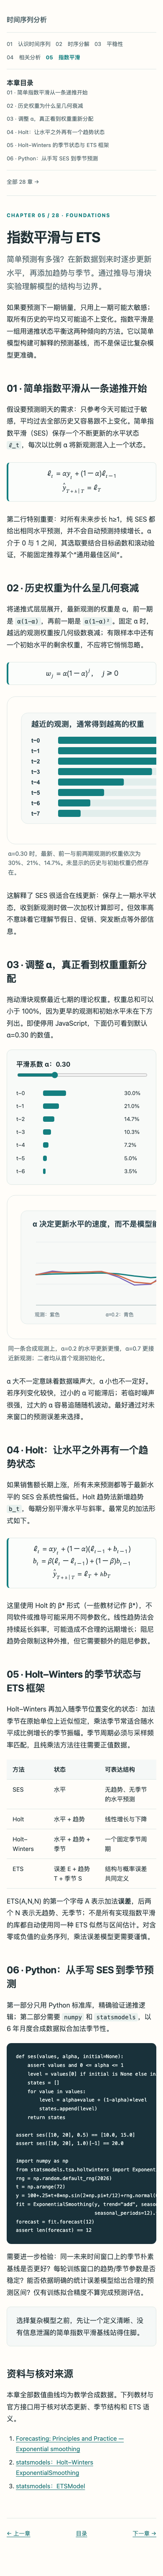 时间序列分析
01 认识时间序列 02 时序分解 03 平稳性
04 相关分析 05 指数平滑
本章目录
01 · 简单指数平滑从一条递推开始
02 · 历史权重为什么呈几何衰减
03 · 调整 α，真正看到权重重新分配
04 · Holt：让水平之外再有一个趋势状态
05 · Holt–Winters 的季节状态与 ETS 框架
06 · Python：从手写 SES 到季节预测
全部 28 章 →
CHAPTER 05 / 28 · FOUNDATIONS
指数平滑与 ETS
简单预测有多强？在新数据到来时逐步更新水平，再添加趋势与季节。通过推导与滑块实验理解模型的结构与边界。
如果要预测下一期销量，只用上一期可能太敏感；取所有历史的平均又可能追不上变化。指数平滑是一组用递推状态平衡这两种倾向的方法。它以简单模型构建可解释的预测基线，而不是保证比复杂模型更准确。
01 · 简单指数平滑从一条递推开始
假设要预测明天的需求：只参考今天可能过于敏感，平均过去一年又容易迟钝。简单指数平滑（SES）保存一个不断更新的水平状态 ℓ_t，每次以比例 α 将新观测混入上一个状态。
ℓt = αyt + (1 − α)ℓt−1
ŷT+h|T = ℓT
第二行特别重要：对所有未来步长 h≥1，纯 SES 都给出相同水平预测，并不会自动预测持续增长。α 介于 0 与 1 之间，其选取要结合目标函数和滚动验证，不能固定推荐某个“通用最佳区间”。
02 · 历史权重为什么呈几何衰减
将递推式层层展开，最新观测的权重是 α，前一期是 α(1−α)，再前一期是 α(1−α)²。固定 α 时，越远的观测权重按几何级数衰减；有限样本中还有一个初始水平的权重，不应将它悄悄忽略。
wj = α(1 − α)^j, j ≥ 0
越近的观测，通常得到越高的权重
t−0
t−1
t−2
t−3
t−4
t−5
t−6
t−7
α=0.30 时，最新、前一与前两期观测的权重依次为 30%、21%、14.7%。未显示的历史与初始权重仍然存在。
这解释了 SES 很适合在线更新：保存上一期水平状态，收到新观测时做一次加权计算即可。但效率高不意味着它理解节假日、促销、突发断点等外部信息。
03 · 调整 α，真正看到权重重新分配
拖动滑块观察最近七期的理论权重。权重总和可以小于 100%，因为更早的观测和初始水平未在下方列出。即使停用 JavaScript，下面仍可看到默认 α=0.30 的数值。
平滑系数 α：0.30
t−0 30.0%
t−1 21.0%
t−2 14.7%
t−3 10.3%
t−4 7.2%
t−5 5.0%
t−6 3.5%
α 决定更新水平的速度，而不是模型能
观测：紫色 α=0.2：青色
同一条合成观测上，α=0.2 的水平更新更慢，α=0.7 更接近新观测；二者均从首个观测初始化。
α 大不一定意味着数据噪声大，α 小也不一定好。若序列变化较快，过小的 α 可能滞后；若临时噪声很强，过大的 α 容易追随随机波动。最好通过对未来窗口的预测误差来选择。
04 · Holt：让水平之外再有一个趋势状态
如果销售额长期上涨，所有未来预测都等于最新水平的 SES 会系统性偏低。Holt 趋势法新增趋势 b_t，每期分别平滑水平与斜率。最常见的加法形式如下：
ℓt = αyt + (1 − α)(ℓt−1 + bt−1)
bt = β(ℓt − ℓt−1) + (1 − β)bt−1
ŷT+h|T = ℓT + hbT
这里使用 Holt 的 β* 形式（一些教材记作 β*），不同软件或推导可能采用不同参数化。线性趋势法会持续延长斜率，可能造成不合理的远期增长；阻尼趋势会限制这种外推，但它需要额外的阻尼参数。
05 · Holt–Winters 的季节状态与 ETS 框架
Holt–Winters 再加入随季节位置变化的状态：加法季节在原始单位上近似恒定，乘法节常适合随水平成比例增长的季节振幅。季节周期必须与采样频率匹配，且纯乘法方法往往需要正值数据。
方法 状态 可表达结构
SES 水平 无趋势、无季节的水平预测
Holt 水平 + 趋势 线性增长与下降
Holt–Winters 水平 + 趋势 + 季节 一个固定季节周期
ETS 误差 E + 趋势 T + 季节 S 结构与概率误差共同定义
ETS(A,N,N) 的第一个字母 A 表示加法误差，后两个 N 表示无趋势、无季节；不是所有实现指数平滑的库都自动使用同一种 ETS 似然与区间估计。对含零或负值的业务序列，乘法误差模型更需要谨慎。
06 · Python：从手写 SES 到季节预测
第一部分只用 Python 标准库，精确验证递推逻辑；第二部分需要 numpy 和 statsmodels，以 6 年月度合成数据拟合加法季节性。
def ses(values, alpha, initial=None):
assert values and 0 <= alpha <= 1
level = values[0] if initial is None else
states = []
for value in values:
level = alpha*value + (1-alpha)*level
states.append(level)
return states
assert ses([10, 20], 0.5) == [10.0, 15.0]
assert ses([10, 20], 1.0)[-1] == 20.0
import numpy as np
from statsmodels.tsa.holtwinters import Exponent
rng = np.random.default_rng(2026)
t = np.arange(72)
y = 100+.25*t+8*np.sin(2*np.pi*t/12)+rng.normal(
fit = ExponentialSmoothing(y, trend="add", seaso
seasonal_periods=12).
forecast = fit.forecast(12)
assert len(forecast) == 12
需要进一步检验：同一未来时间窗口上的季节朴素基线是否更好？每轮新窗口的趋势/季节参数是否稳定？能否依据明确的统计误差模型给出合理的预测区间？仅有训练拟合精度不算完成预测评估。
选择复杂模型之前，先让一个定义清晰、没有信息泄漏的简单指数平滑基线站得住脚。
资料与核对来源
本章全部数值曲线均为教学合成数据。下列教材与官方接口用于核对状态更新、季节结构和 ETS 语义。
1. Forecasting: Principles and Practice — Exponential smoothing
2. statsmodels：Holt–Winters ExponentialSmoothing
3. statsmodels：ETSModel
← 上一章 目录 下一章 →